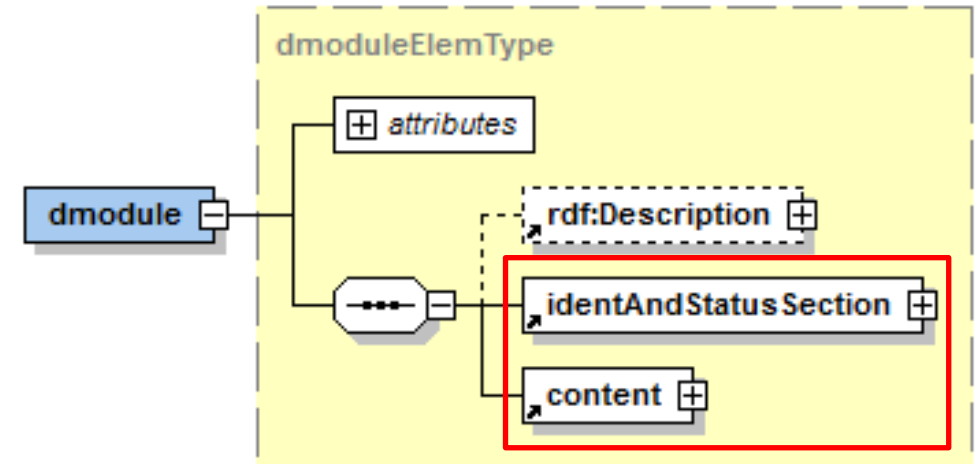 dmoduleElemType
attributes
dmodule
rdf:Description
identAndStatusSection
content